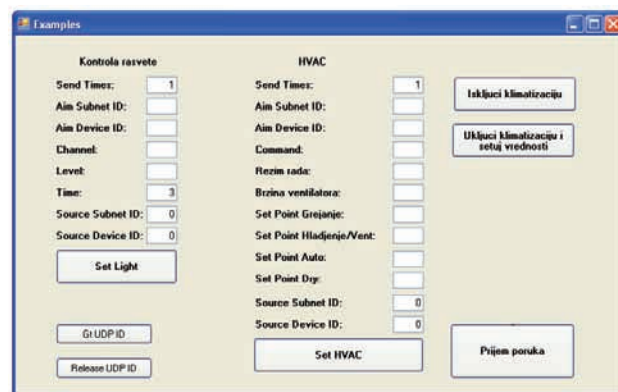 Examples
Kontrola rasvete
Send Times: 1
Aim Subnet ID:
Aim Device ID:
Channel:
Level:
Time: 3
Source Subnet ID: 0
Source Device ID: 0
Set Light
Gt UDP ID
Release UDP ID
HVAC
Send Times: 1
Aim Subnet ID:
Aim Device ID:
Command:
Rezim rada:
Brzina ventilatora:
Set Point Grejanje:
Set Point Hladjenje/Vent:
Set Point Auto:
Set Point Dry:
Source Subnet ID: 0
Source Device ID: 0
Set HVAC
Iskljuci klimatizaciju
Ukljuci klimatizaciju i
setuj vrednosti
Prijem poruka